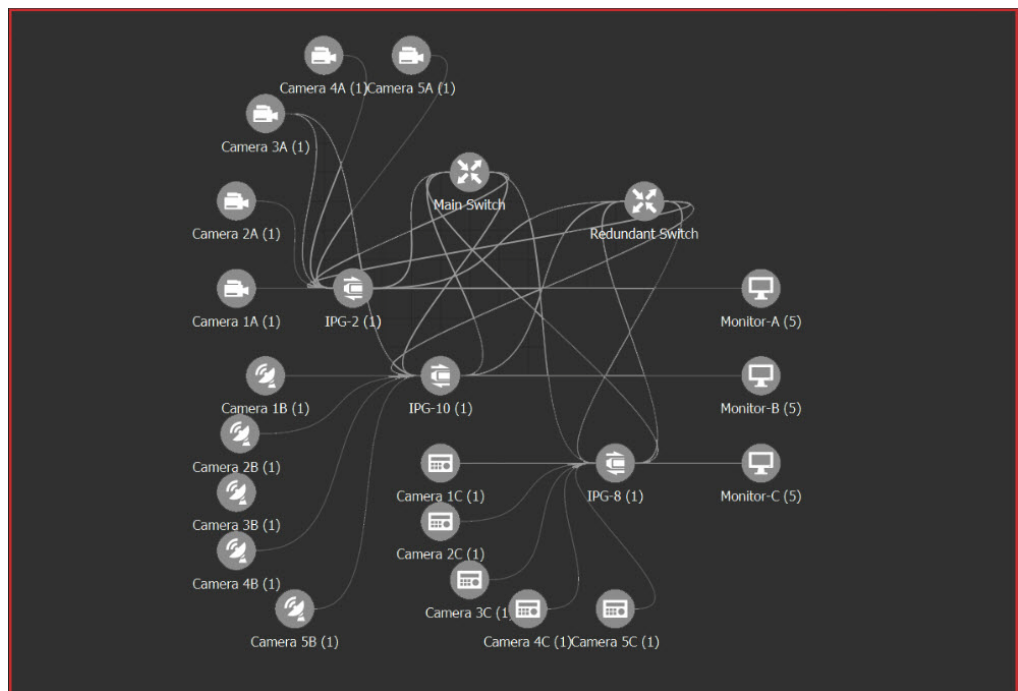 Camera 4A (1)
Camera 5A (1)
Camera 3A (1)
Main Switch
Camera 2A (1)
Redundant Switch
Camera 1A (1)
IPG-2 (1)
Monitor-A (5)
Camera 1B (1)
IPG-10 (1)
Monitor-B (5)
Camera 2B (1)
Camera 1C (1)
IPG-8 (1)
Monitor-C (5)
Camera 3B (1)
Camera 2C (1)
Camera 4B (1)
Camera 3C (1)
Camera 5B (1)
Camera 4C (1)
Camera 5C (1)